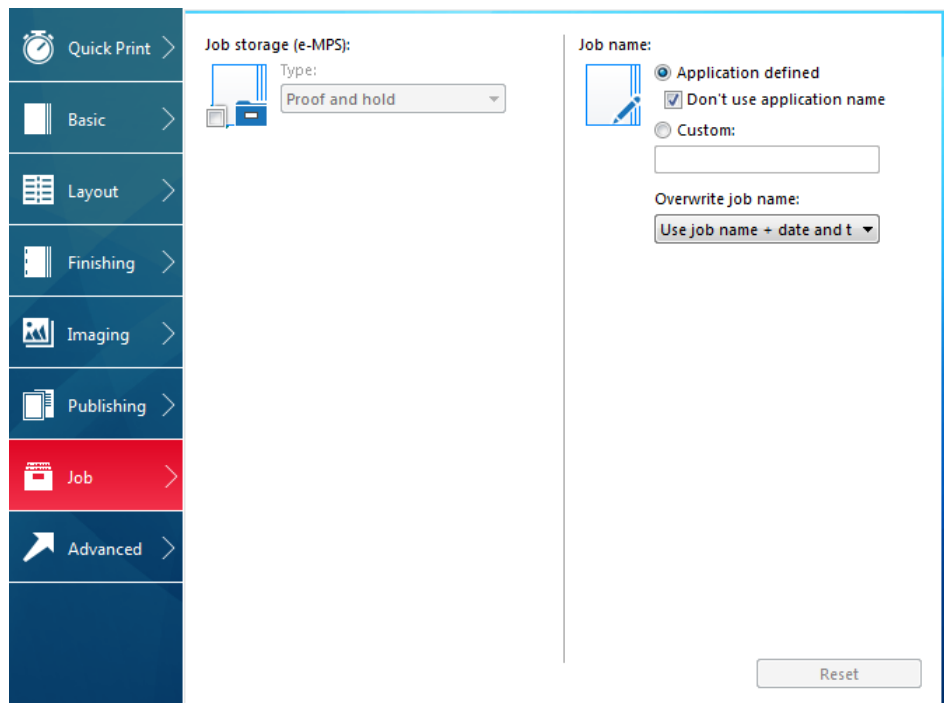 Quick Print
Basic
Layout
Finishing
Imaging
Publishing
Job
Advanced
Job storage (e-MPS):
Type:
Proof and hold
Job name:
Application defined
Don't use application name
Custom:
Overwrite job name:
Use job name + date and t
Reset